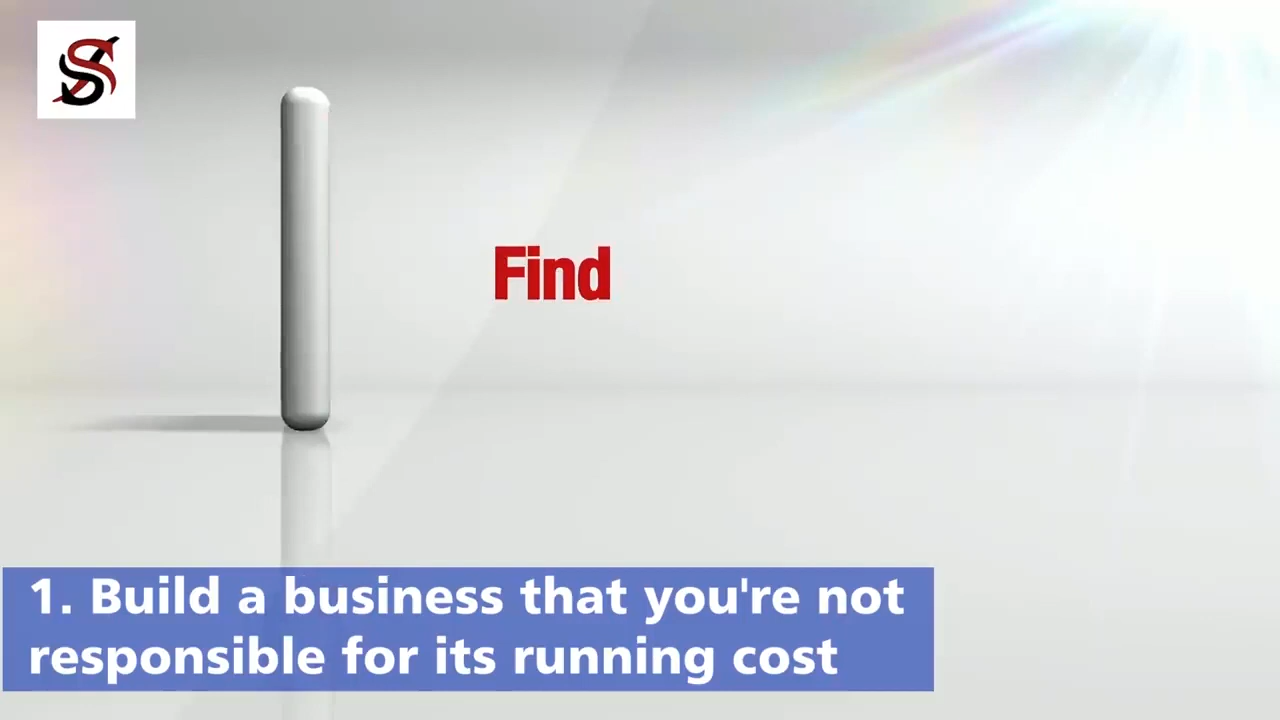 Find
1. Build a business that you're not
responsible for its running cost